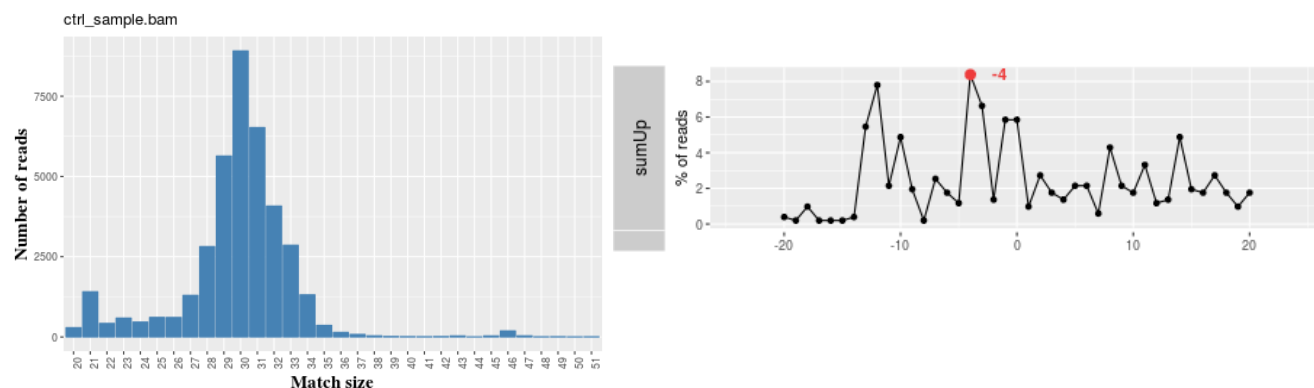 ctrl_sample.bam
Number of reads
7500
5000
2500
0
20 21 22 23 24 25 26 27 28 29 30 31 32 33 34 35 36 37 38 39 40 41 42 43 44 45 46 47 48 49 50 51
Match size
sumUp
% of reads
8
6
4
2
0
-4
-20 -10 0 10 20